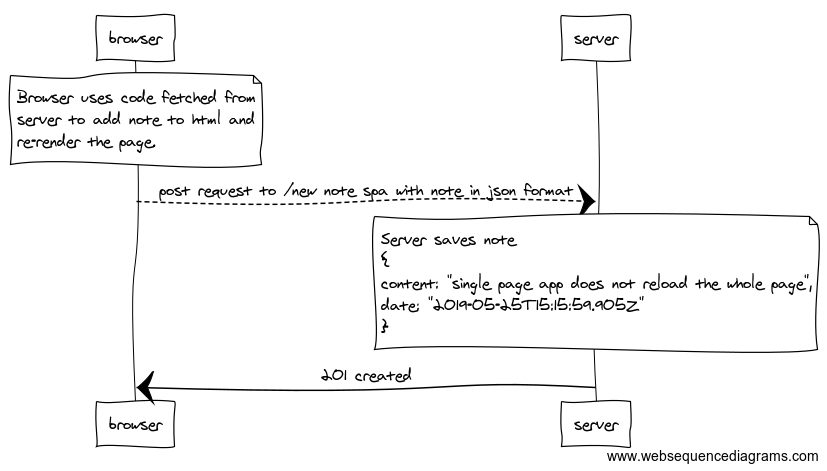 browser
server
Browser uses code fetched from
server to add note to html and
re-render the page.
post request to /new note spa with note in json format
Server saves note
{
content: "single page app does not reload the whole page",
date: "2019-05-25T15:15:59.905Z"
}
201 created
browser
server
www.websequencediagrams.com